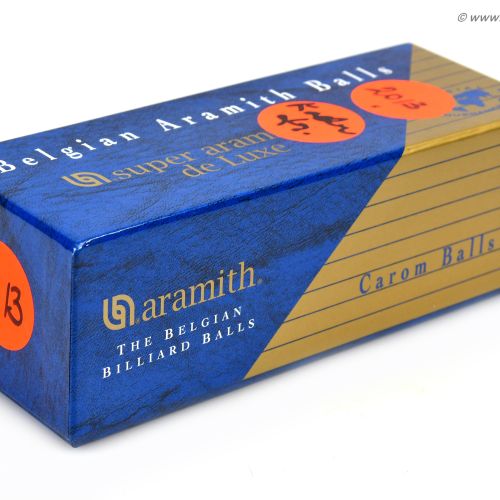 © www.
Belgian Aramith Balls
super aram
de Luxe
aramith
THE BELGIAN
BILLIARD BALLS
Carom Balls